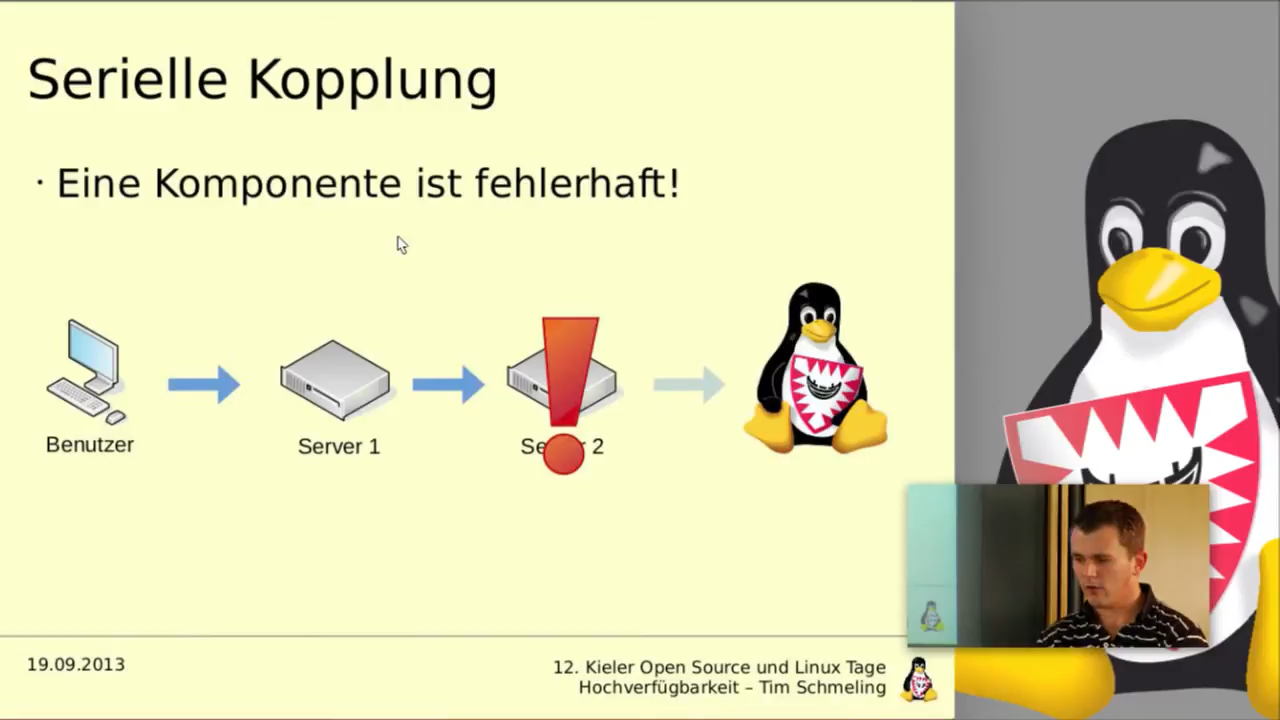 Serielle Kopplung
· Eine Komponente ist fehlerhaft!
Benutzer
Server 1
Se r 2
19.09.2013
12. Kieler Open Source und Linux Tage
Hochverfügbarkeit – Tim Schmeling